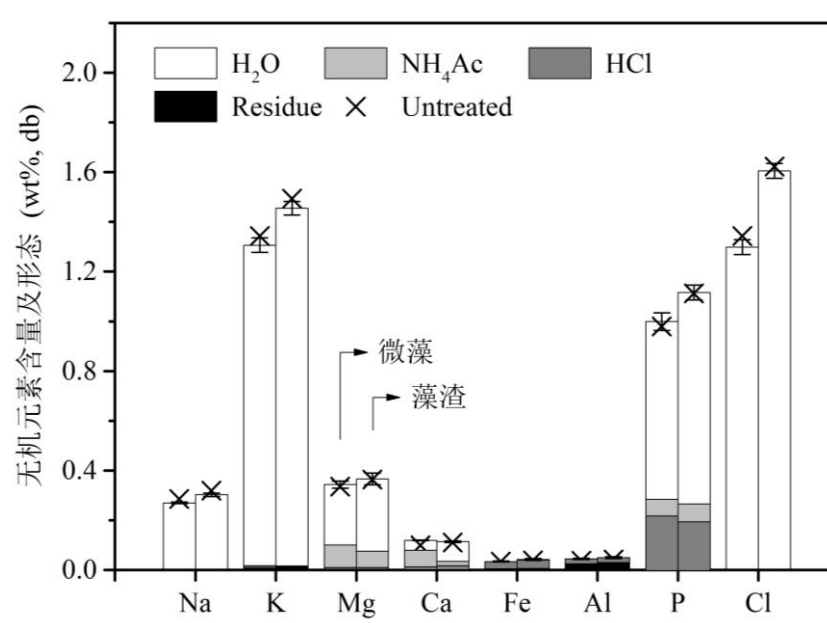 无机元素含量及形态 (wt%, db)
2.0
1.6
1.2
0.8
0.4
0.0
H₂O
NH₄Ac
HCl
Residue
Untreated
微藻
藻渣
Na
K
Mg
Ca
Fe
Al
P
Cl